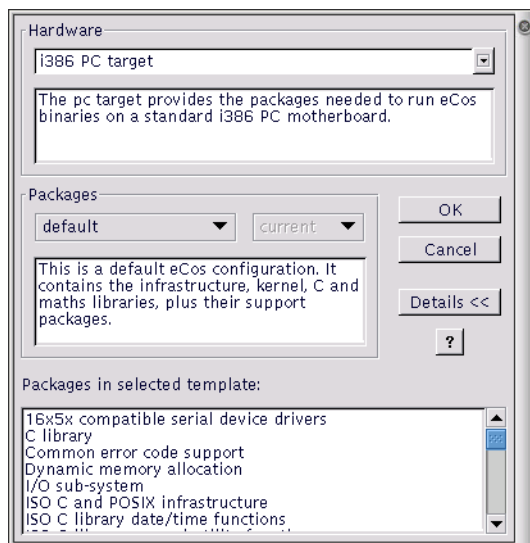 Hardware
i386 PC target
The pc target provides the packages needed to run eCos
binaries on a standard i386 PC motherboard.
Packages
default
current
This is a default eCos configuration. It
contains the infrastructure, kernel, C and
maths libraries, plus their support
packages.
OK
Cancel
Details <<
?
Packages in selected template:
16x5x compatible serial device drivers
C library
Common error code support
Dynamic memory allocation
I/O sub-system
ISO C and POSIX infrastructure
ISO C library date/time functions